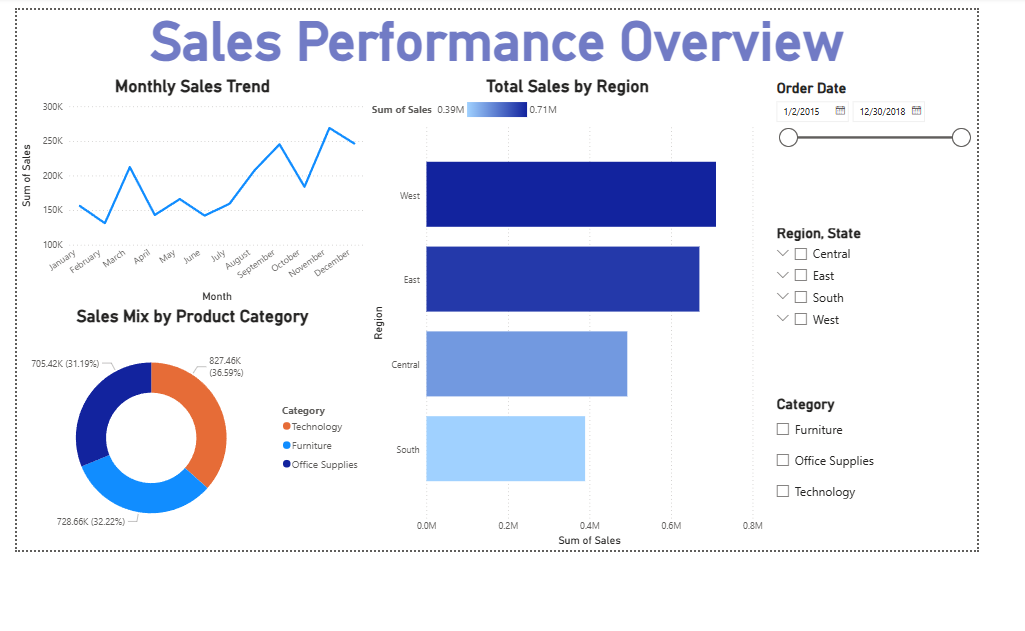 Sales Performance Overview
Monthly Sales Trend
300K
250K
200K
150K
100K
Sum of Sales
January
February
March
April
May
June
July
August
September
October
November
December
Month
Total Sales by Region
Sum of Sales 0.39M 0.71M
Region
West
East
Central
South
0.0M 0.2M 0.4M 0.6M 0.8M
Sum of Sales
Sales Mix by Product Category
705.42K (31.19%)
827.46K
(36.59%)
728.66K (32.22%)
Category
Technology
Furniture
Office Supplies
Order Date
1/2/2015 12/30/2018
Region, State
Central
East
South
West
Category
Furniture
Office Supplies
Technology